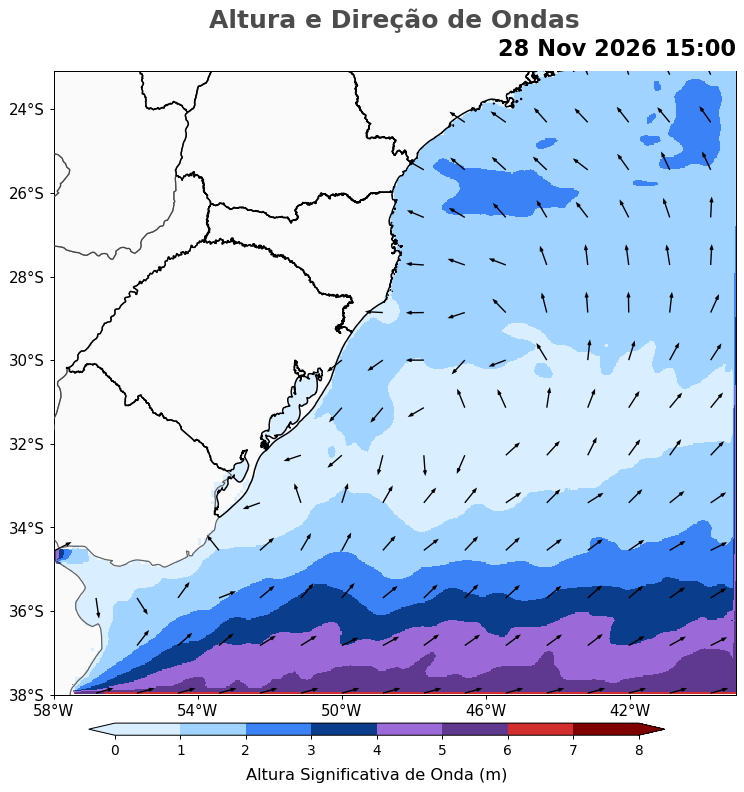 Altura e Direção de Ondas
28 Nov 2026 15:00
24°S
26°S
28°S
30°S
32°S
34°S
36°S
38°S
58°W 54°W 50°W 46°W 42°W
0 1 2 3 4 5 6 7 8
Altura Significativa de Onda (m)